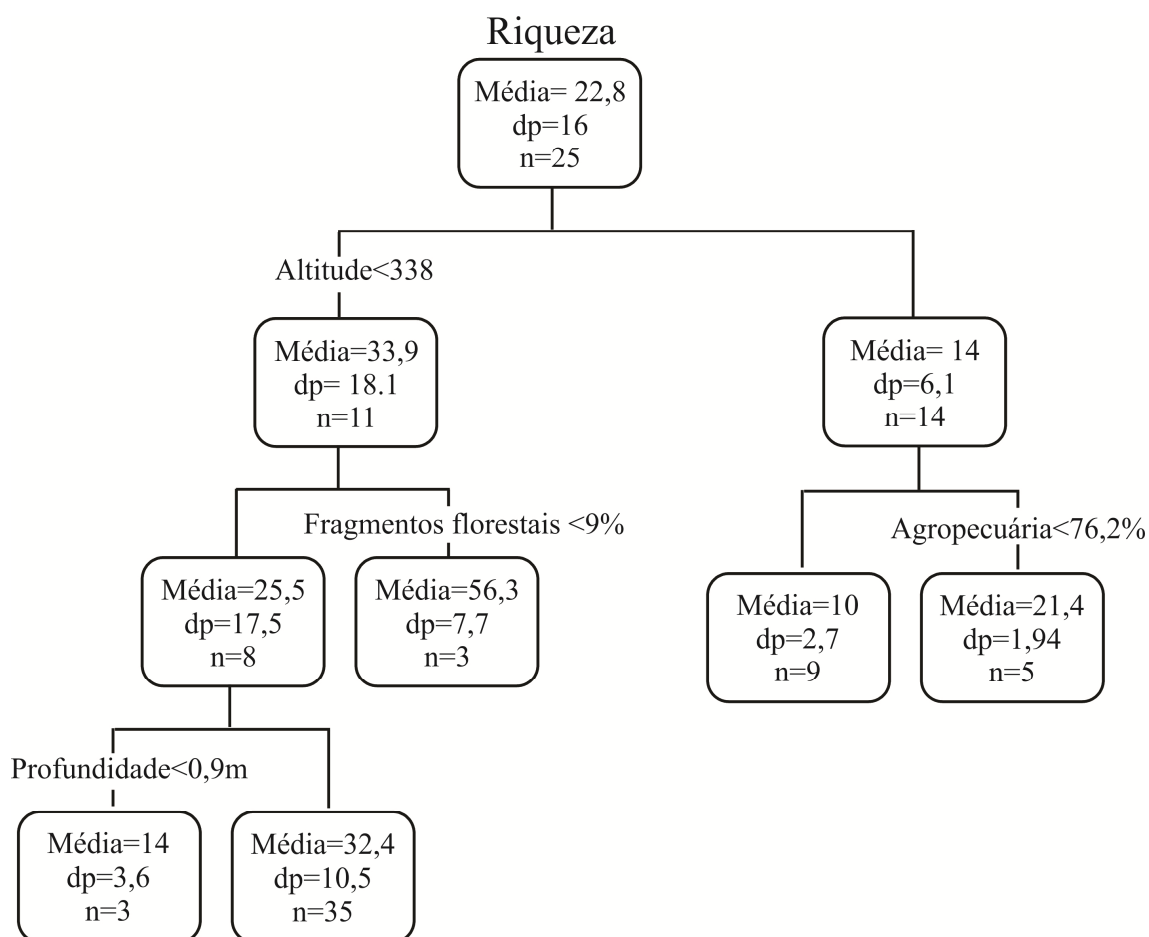 Riqueza
Média= 22,8
dp=16
n=25
Altitude<338
Média=33,9
dp= 18.1
n=11
Média= 14
dp=6,1
n=14
Fragmentos florestais <9%
Agropecuária<76,2%
Média=25,5
dp=17,5
n=8
Média=56,3
dp=7,7
n=3
Média=10
dp=2,7
n=9
Média=21,4
dp=1,94
n=5
Profundidade<0,9m
Média=14
dp=3,6
n=3
Média=32,4
dp=10,5
n=35